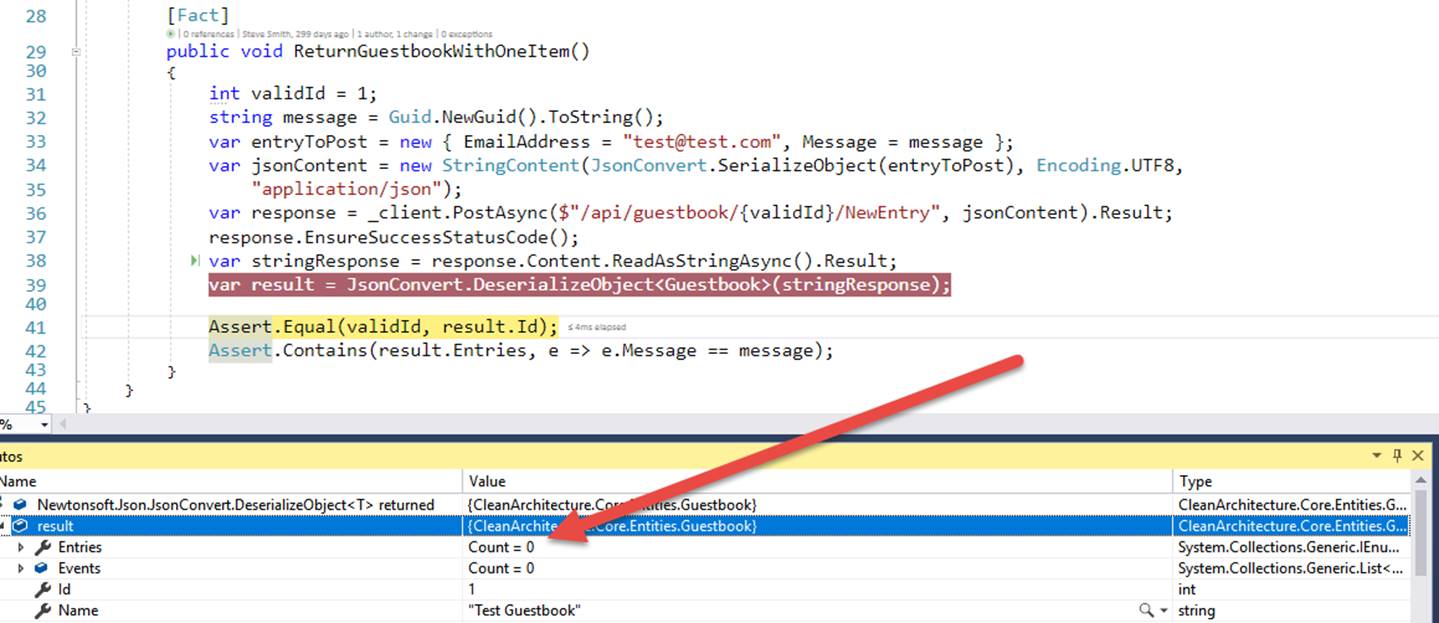 28 [Fact]
| 0 references | Steve Smith, 299 days ago | 1 author, 1 change | 0 exceptions
29 public void ReturnGuestbookWithOneItem()
30 {
31 int validId = 1;
32 string message = Guid.NewGuid().ToString();
33 var entryToPost = new { EmailAddress = "test@test.com", Message = message };
34 var jsonContent = new StringContent(JsonConvert.SerializeObject(entryToPost), Encoding.UTF8,
35 "application/json");
36 var response = _client.PostAsync($"/api/guestbook/{validId}/NewEntry", jsonContent).Result;
37 response.EnsureSuccessStatusCode();
38 var stringResponse = response.Content.ReadAsStringAsync().Result;
39 var result = JsonConvert.DeserializeObject<Guestbook>(stringResponse);
40
41 Assert.Equal(validId, result.Id); ≤ 4ms elapsed
42 Assert.Contains(result.Entries, e => e.Message == message);
43 }
44 }
45 }
%
utos
Name Value Type
Newtonsoft.Json.JsonConvert.DeserializeObject<T> returned {CleanArchitecture.Core.Entities.Guestbook} CleanArchitecture.Core.Entities.G...
result {CleanArchite Core.Entities.Guestbook} CleanArchitecture.Core.Entities.G...
Entries Count = 0 System.Collections.Generic.IEnu...
Events Count = 0 System.Collections.Generic.List<...
Id 1 int
Name "Test Guestbook" string